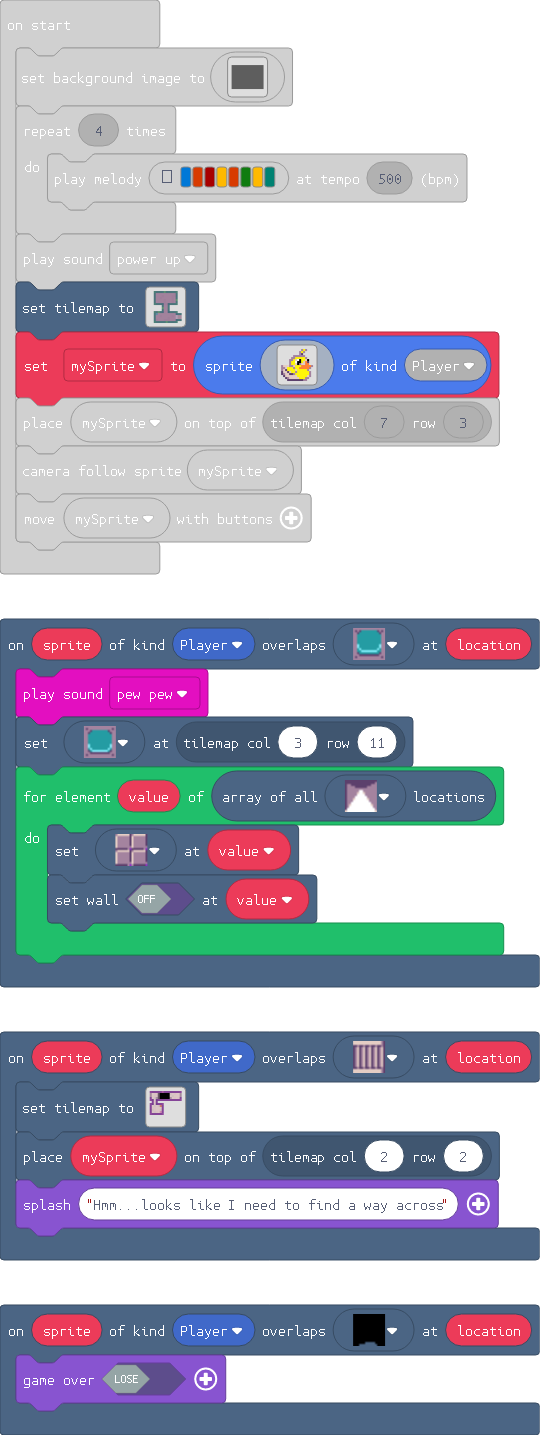 on start
set background image to
repeat 4 times
do
play melody at tempo 500 (bpm)
play sound power up
set tilemap to
set mySprite to sprite of kind Player
place mySprite on top of tilemap col 7 row 3
camera follow sprite mySprite
move mySprite with buttons
on sprite of kind Player overlaps at location
play sound pew pew
set at tilemap col 3 row 11
for element value of array of all locations
do
set at value
set wall OFF at value
on sprite of kind Player overlaps at location
set tilemap to
place mySprite on top of tilemap col 2 row 2
splash "Hmm...looks like I need to find a way across"
on sprite of kind Player overlaps at location
game over LOSE